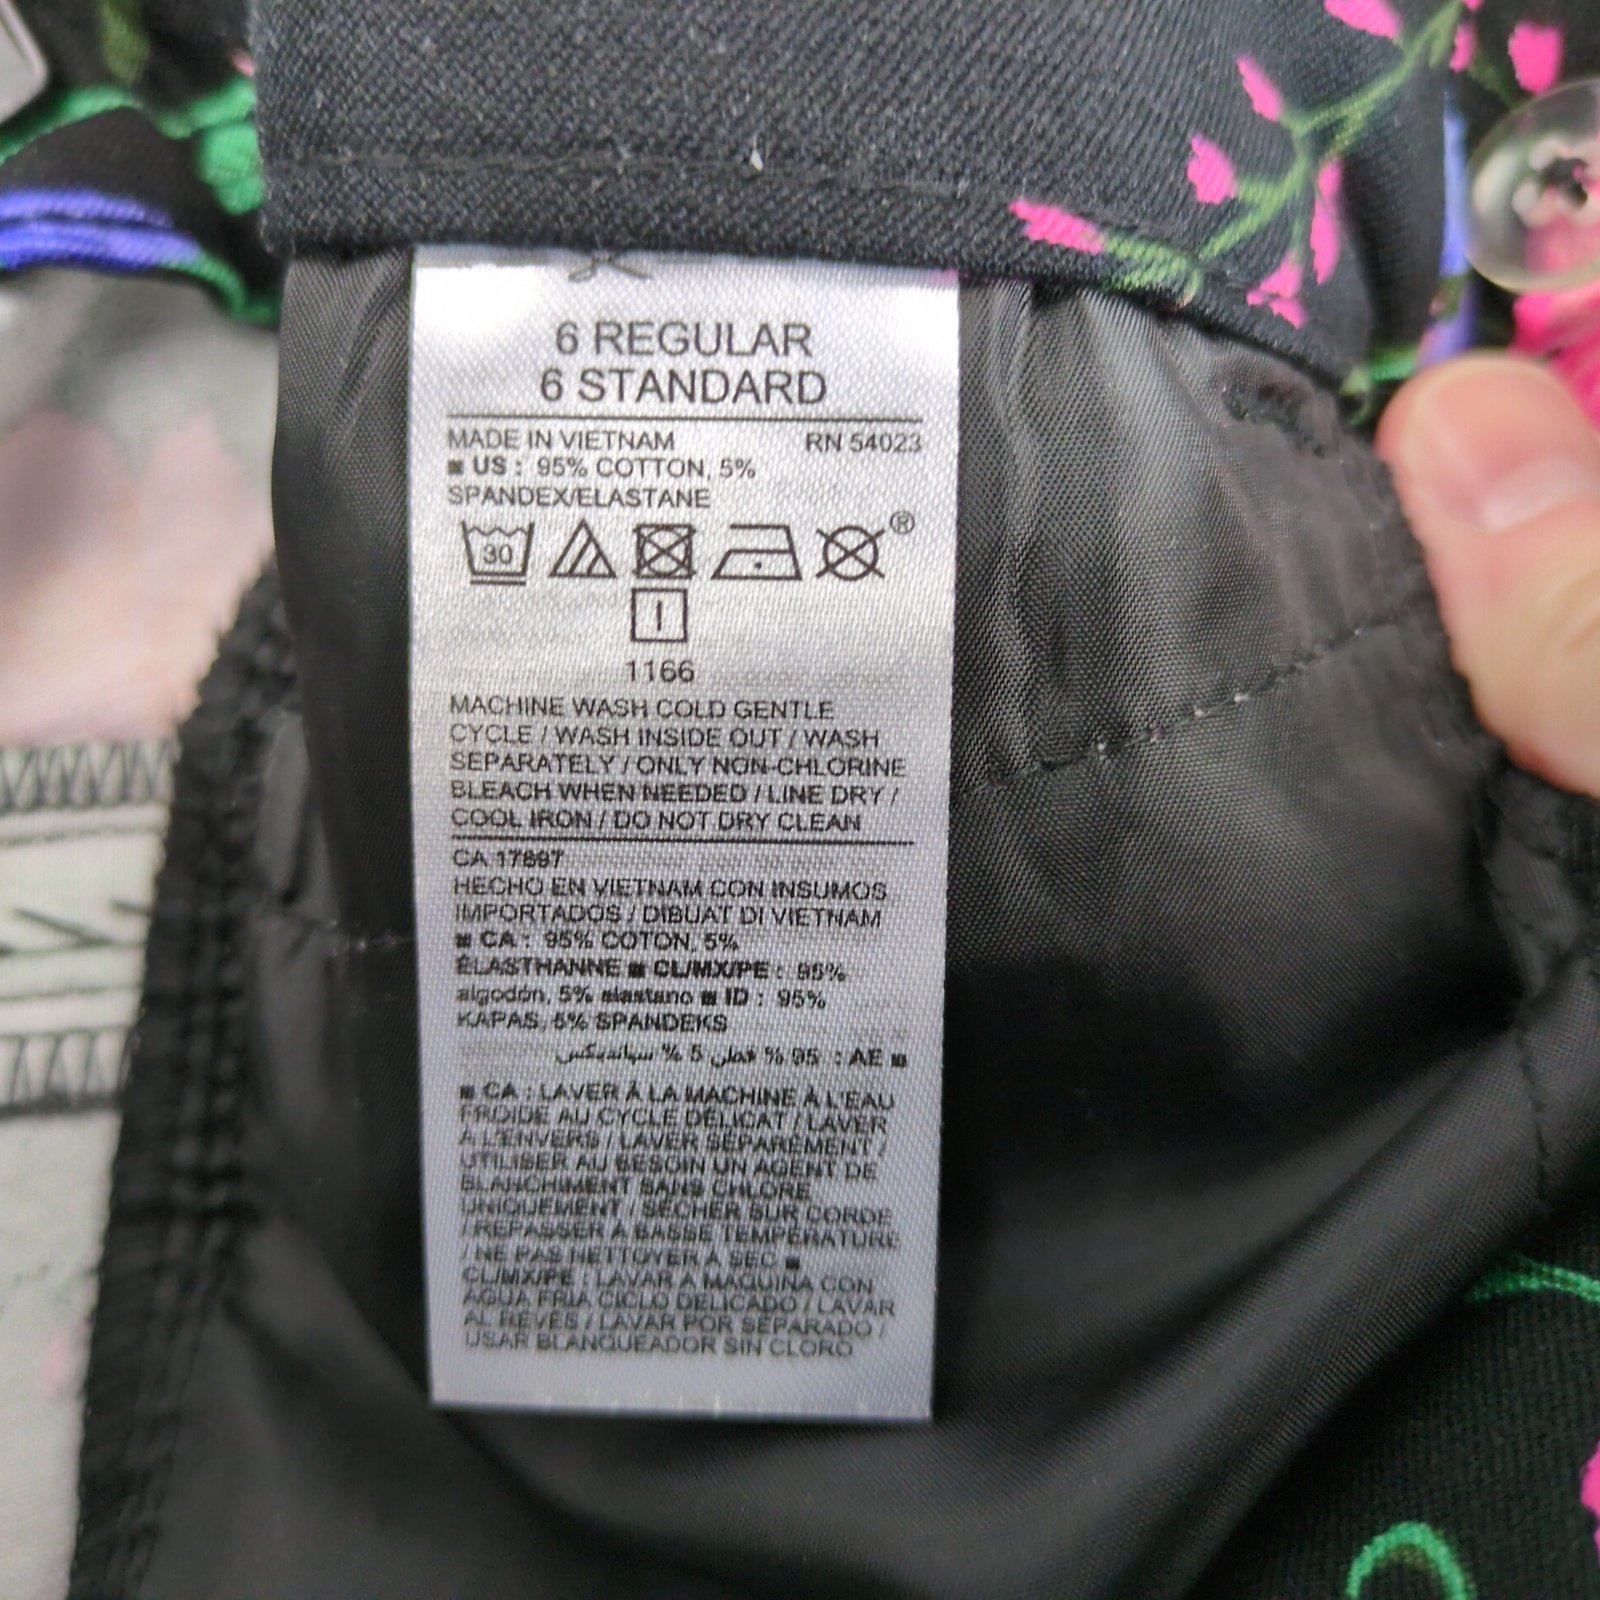 6 REGULAR
6 STANDARD
MADE IN VIETNAM RN 54023
■ US : 95% COTTON, 5%
SPANDEX/ELASTANE
30 ®
1166
MACHINE WASH COLD GENTLE
CYCLE / WASH INSIDE OUT / WASH
SEPARATELY / ONLY NON-CHLORINE
BLEACH WHEN NEEDED / LINE DRY /
COOL IRON / DO NOT DRY CLEAN
CA 17897
HECHO EN VIETNAM CON INSUMOS
IMPORTADOS / DIBUAT DI VIETNAM
■ CA : 95% COTON, 5%
ÉLASTHANNE ■ CL/MX/PE : 95%
algodón, 5% elastano ■ ID : 95%
KAPAS, 5% SPANDEKS
■ AE : 95 % قطن 5 % سباندیکس
■ CA : LAVER À LA MACHINE À L'EAU
FROIDE AU CYCLE DÉLICAT / LAVER
À L'ENVERS / LAVER SÉPARÉMENT /
UTILISER AU BESOIN UN AGENT DE
BLANCHIMENT SANS CHLORE
UNIQUEMENT / SÉCHER SUR CORDE
/ REPASSER À BASSE TEMPÉRATURE
/ NE PAS NETTOYER À SEC ■
CL/MX/PE : LAVAR A MAQUINA CON
AGUA FRIA CICLO DELICADO / LAVAR
AL REVÉS / LAVAR POR SEPARADO /
USAR BLANQUEADOR SIN CLORO